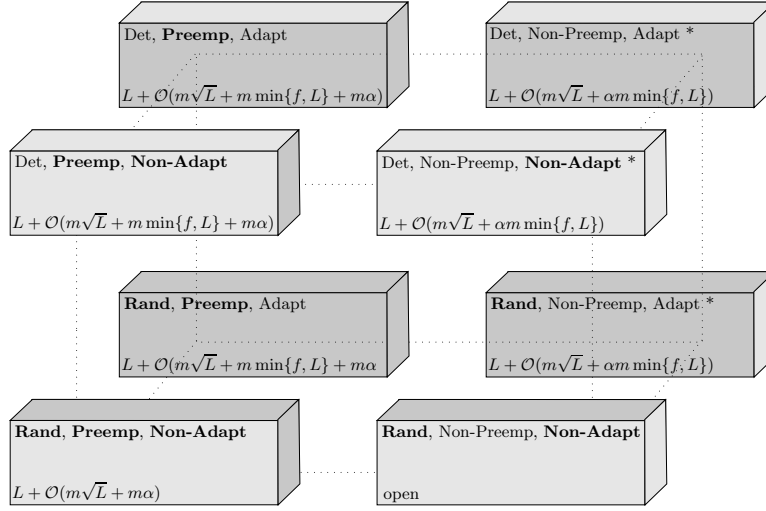 Det, Preemp, Adapt
L + O(m√L + m min{f, L} + mα)
Det, Non-Preemp, Adapt *
L + O(m√L + αm min{f, L})
Det, Preemp, Non-Adapt
L + O(m√L + m min{f, L} + mα)
Det, Non-Preemp, Non-Adapt *
L + O(m√L + αm min{f, L})
Rand, Preemp, Adapt
L + O(m√L + m min{f, L} + mα
Rand, Non-Preemp, Adapt *
L + O(m√L + αm min{f, L})
Rand, Preemp, Non-Adapt
L + O(m√L + mα)
Rand, Non-Preemp, Non-Adapt
open